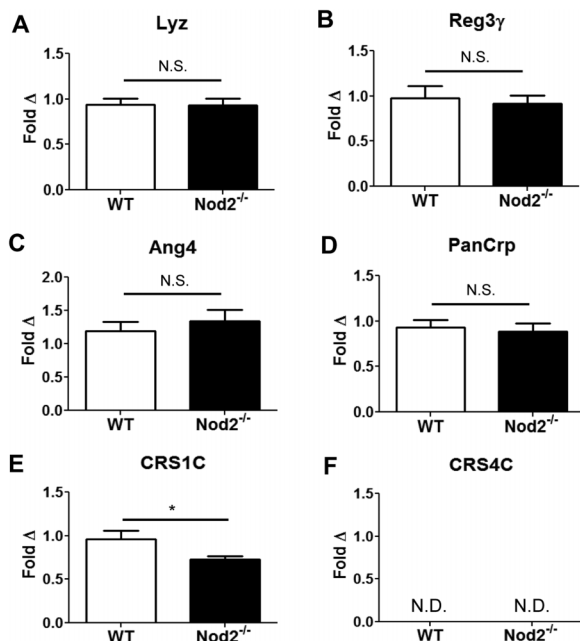 A
Lyz
N.S.
Fold Δ
1.5
1.0
0.5
0.0
WT
Nod2-/-
B
Reg3γ
N.S.
Fold Δ
1.5
1.0
0.5
0.0
WT
Nod2-/-
C
Ang4
N.S.
Fold Δ
2.0
1.5
1.0
0.5
0.0
WT
Nod2-/-
D
PanCrp
N.S.
Fold Δ
1.5
1.0
0.5
0.0
WT
Nod2-/-
E
CRS1C
*
Fold Δ
1.5
1.0
0.5
0.0
WT
Nod2-/-
F
CRS4C
Fold Δ
1.5
1.0
0.5
0.0
N.D.
N.D.
WT
Nod2-/-